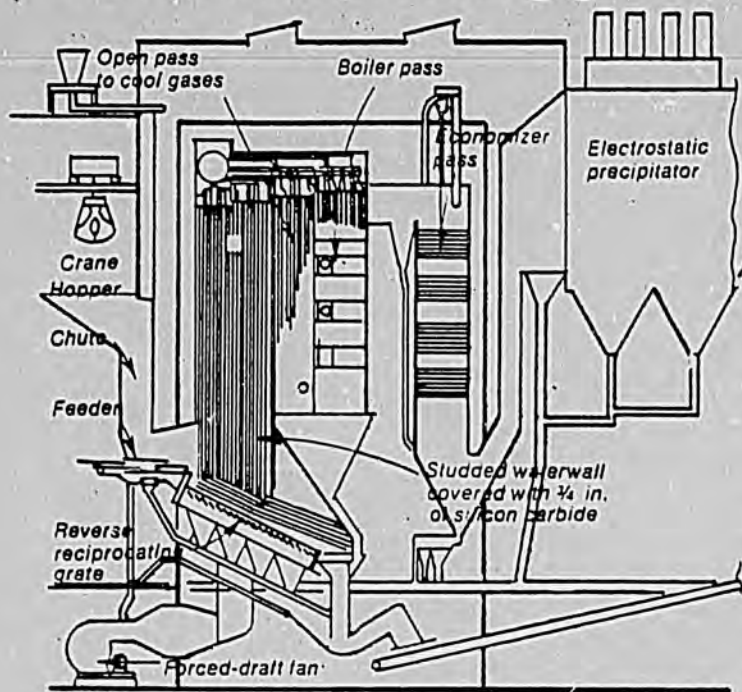 Open pass
to cool gases
Boiler pass
Economizer
pass
Electrostatic
precipitator
Crane
Hopper
Chute
Feeder
Studded waterwall
covered with ¾ in.
of silicon carbide
Reverse
reciprocatin
grate
Forced-draft fan